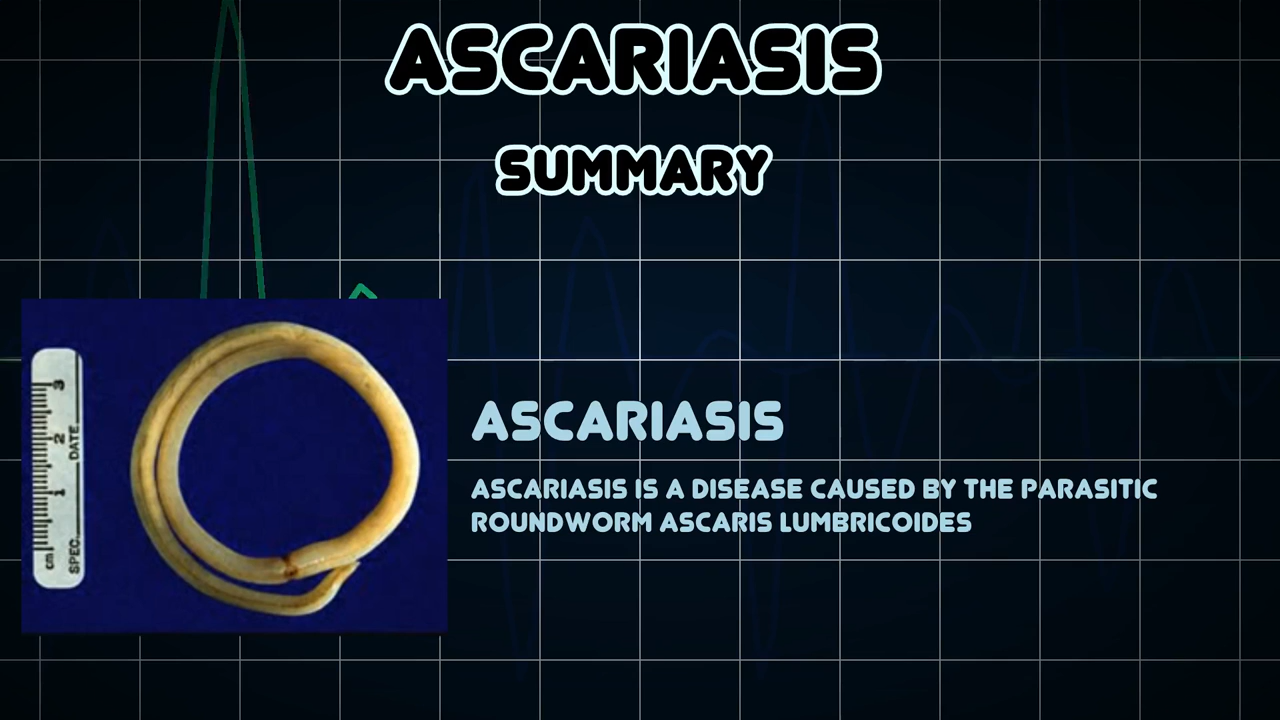 ASCARIASIS
SUMMARY
cm 1 2 3
SPEC. DATE
ASCARIASIS
ASCARIASIS IS A DISEASE CAUSED BY THE PARASITIC
ROUNDWORM ASCARIS LUMBRICOIDES